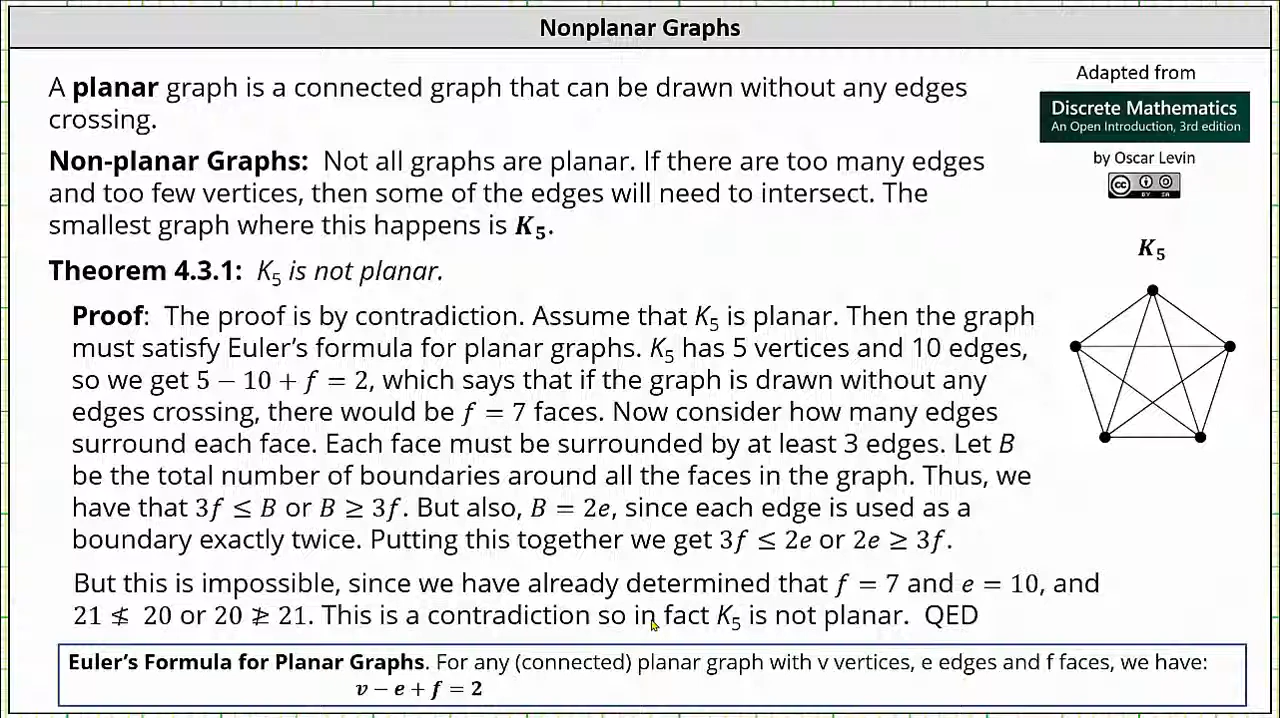 Nonplanar Graphs
A planar graph is a connected graph that can be drawn without any edges
crossing.
Non-planar Graphs: Not all graphs are planar. If there are too many edges
and too few vertices, then some of the edges will need to intersect. The
smallest graph where this happens is K₅.
Theorem 4.3.1: K₅ is not planar.
Proof: The proof is by contradiction. Assume that K₅ is planar. Then the graph
must satisfy Euler’s formula for planar graphs. K₅ has 5 vertices and 10 edges,
so we get 5 − 10 + f = 2, which says that if the graph is drawn without any
edges crossing, there would be f = 7 faces. Now consider how many edges
surround each face. Each face must be surrounded by at least 3 edges. Let B
be the total number of boundaries around all the faces in the graph. Thus, we
have that 3f ≤ B or B ≥ 3f. But also, B = 2e, since each edge is used as a
boundary exactly twice. Putting this together we get 3f ≤ 2e or 2e ≥ 3f.
But this is impossible, since we have already determined that f = 7 and e = 10, and
21 ≰ 20 or 20 ≱ 21. This is a contradiction so in fact K₅ is not planar. QED
Euler’s Formula for Planar Graphs. For any (connected) planar graph with v vertices, e edges and f faces, we have:
v − e + f = 2
Adapted from
Discrete Mathematics
An Open Introduction, 3rd edition
by Oscar Levin
cc
BY SA
K₅